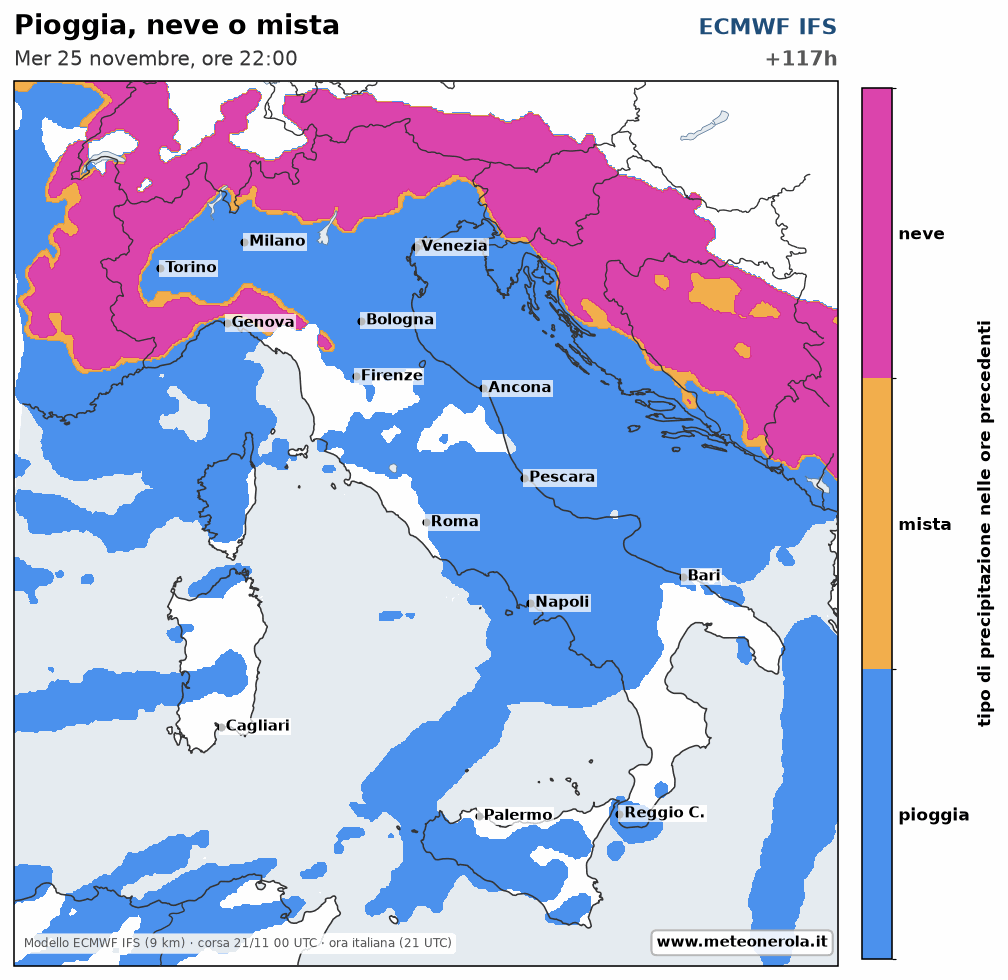 Pioggia, neve o mista
ECMWF IFS
Mer 25 novembre, ore 22:00
+117h
Milano
Venezia
Torino
Genova
Bologna
Firenze
Ancona
Pescara
Roma
Bari
Napoli
Cagliari
Palermo
Reggio C.
neve
mista
pioggia
tipo di precipitazione nelle ore precedenti
Modello ECMWF IFS (9 km) · corsa 21/11 00 UTC · ora italiana (21 UTC)
www.meteonerola.it